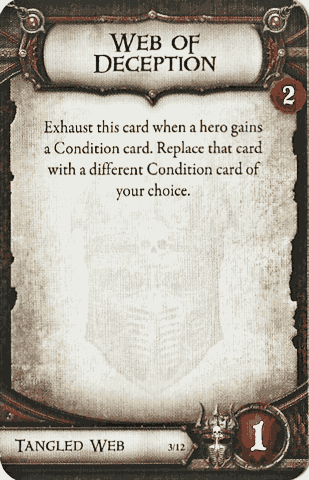 Web of
Deception
2
Exhaust this card when a hero gains
a Condition card. Replace that card
with a different Condition card of
your choice.
Tangled Web
3/12
1